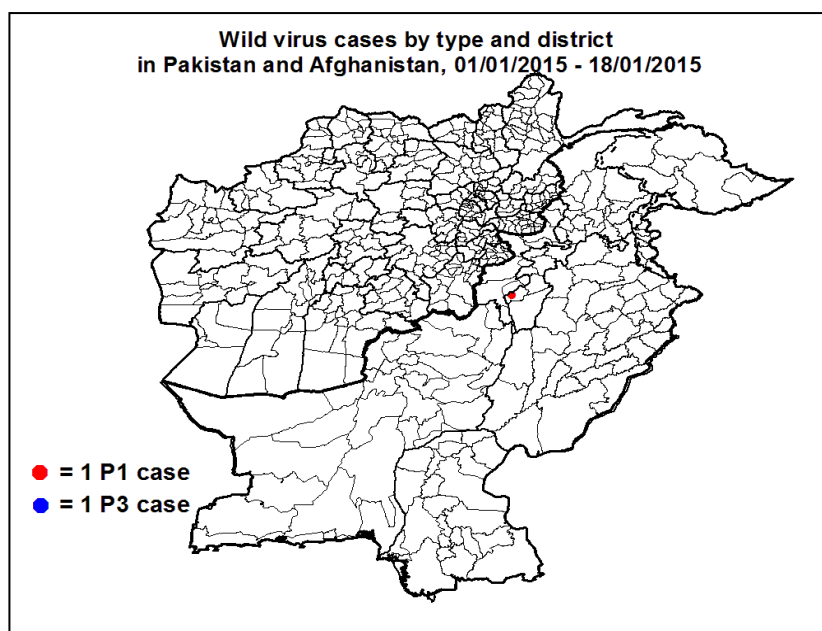 Wild virus cases by type and district
in Pakistan and Afghanistan, 01/01/2015 - 18/01/2015
= 1 P1 case
= 1 P3 case